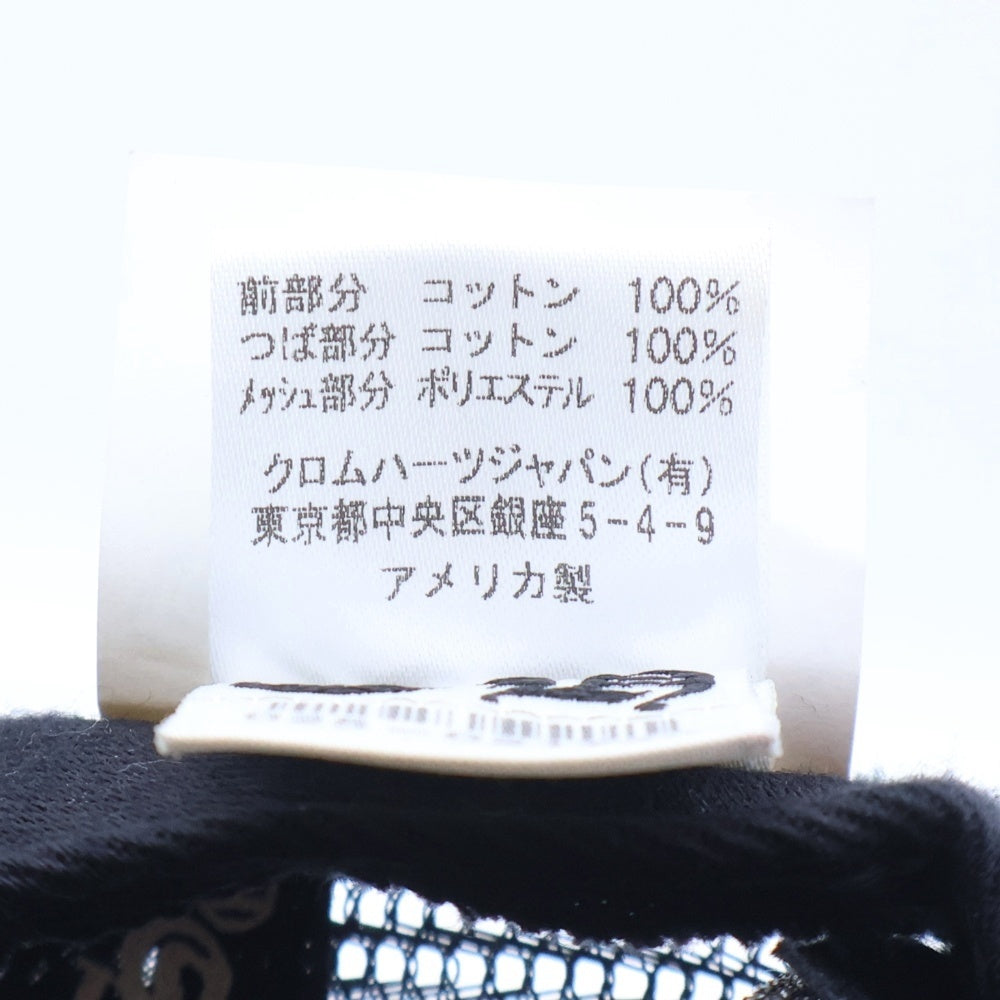 前部分 コットン 100%
つば部分 コットン 100%
ﾒｯｼｭ部分 ポリエステル 100%
クロムハーツジャパン(有)
東京都中央区銀座5-4-9
アメリカ製